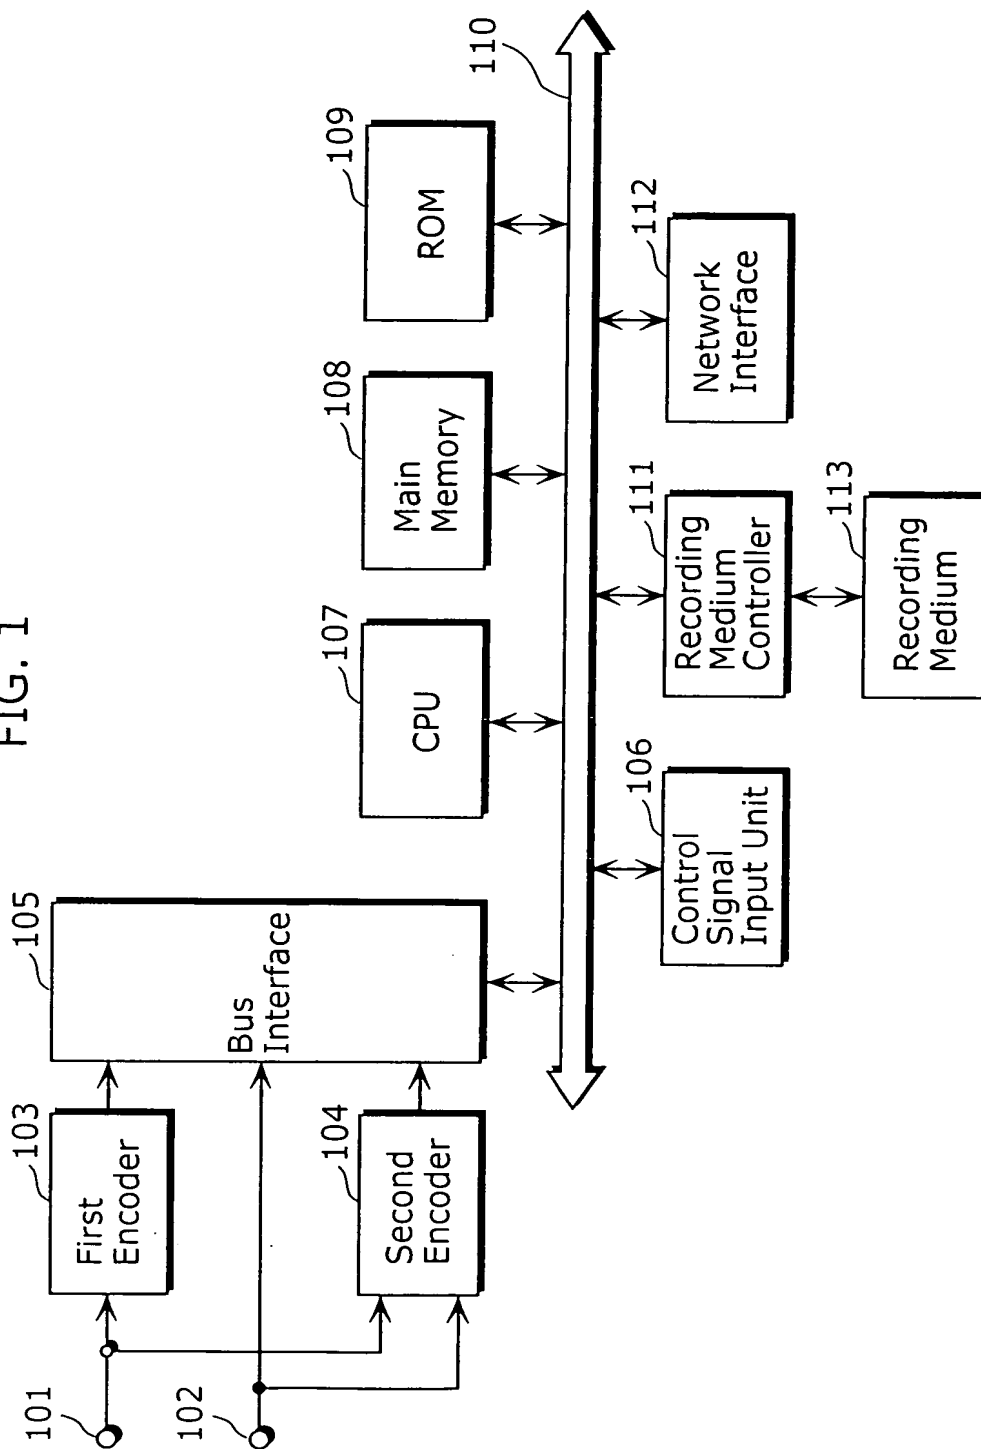 FIG. 1
101
102
103
First
Encoder
104
Second
Encoder
105
Bus
Interface
107
CPU
108
Main
Memory
109
ROM
110
106
Control
Signal
Input Unit
111
Recording
Medium
Controller
112
Network
Interface
113
Recording
Medium